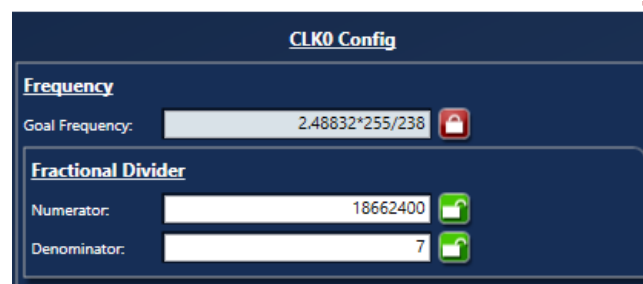 CLK0 Config
Frequency
Goal Frequency: 2.48832*255/238
Fractional Divider
Numerator: 18662400
Denominator: 7